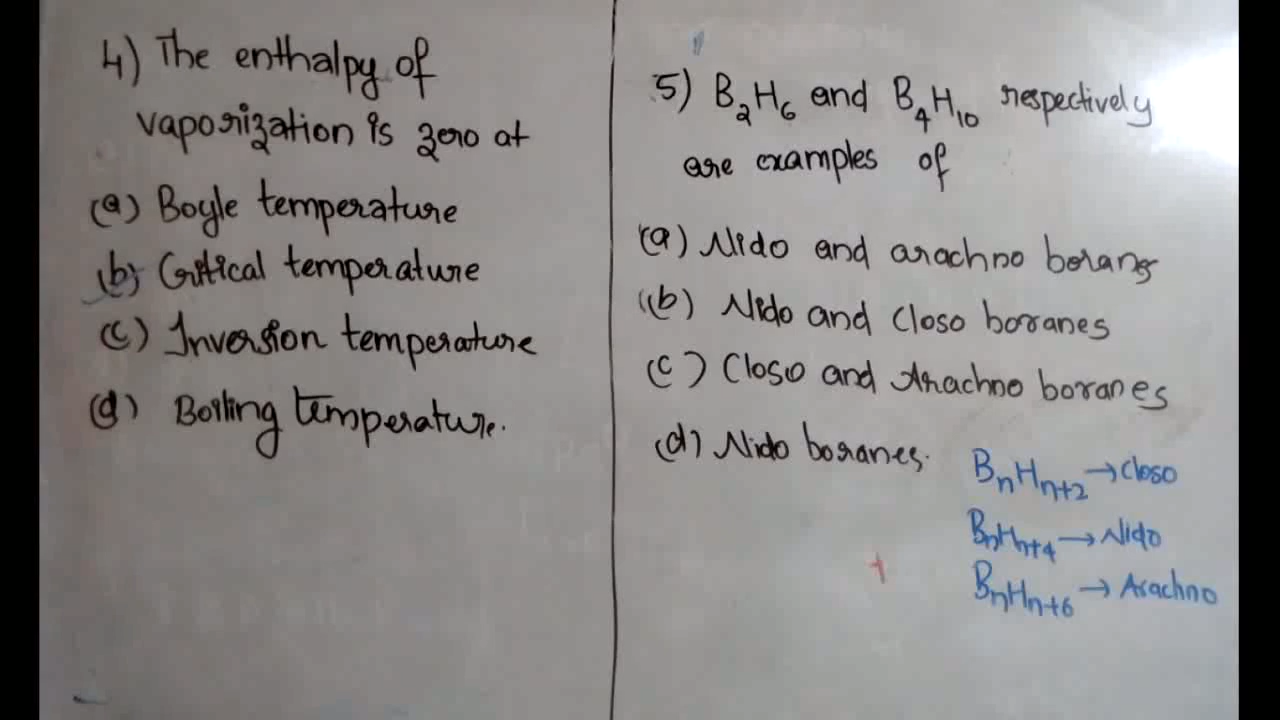 4) The enthalpy of
vaporization is zero at
(a) Boyle temperature
(b) Critical temperature
(c) Inversion temperature
(d) Boiling temperature.
5) B₂H₆ and B₄H₁₀ respectively
are examples of
(a) Nido and arachno boranes
(b) Nido and closo boranes
(c) Closo and Arachno boranes
(d) Nido boranes.
BₙHₙ₊₂ → Closo
BₙHₙ₊₄ → Nido
BₙHₙ₊₆ → Arachno